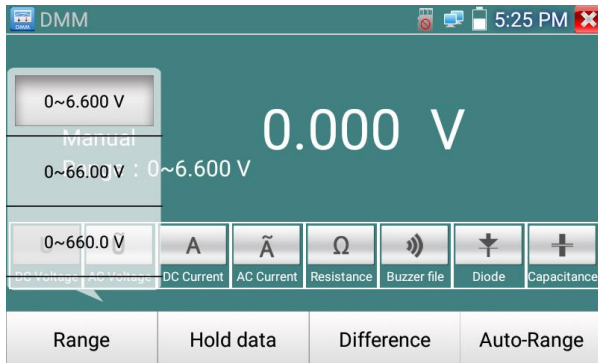 DMM
DMM
5:25 PM
0~6.600 V
0~66.00 V
0~660.0 V
0.000 V
Manual
Range : 0~6.600 V
A
Ã
Ω
DC Voltage
AC Voltage
DC Current
AC Current
Resistance
Buzzer file
Diode
Capacitance
Range
Hold data
Difference
Auto-Range